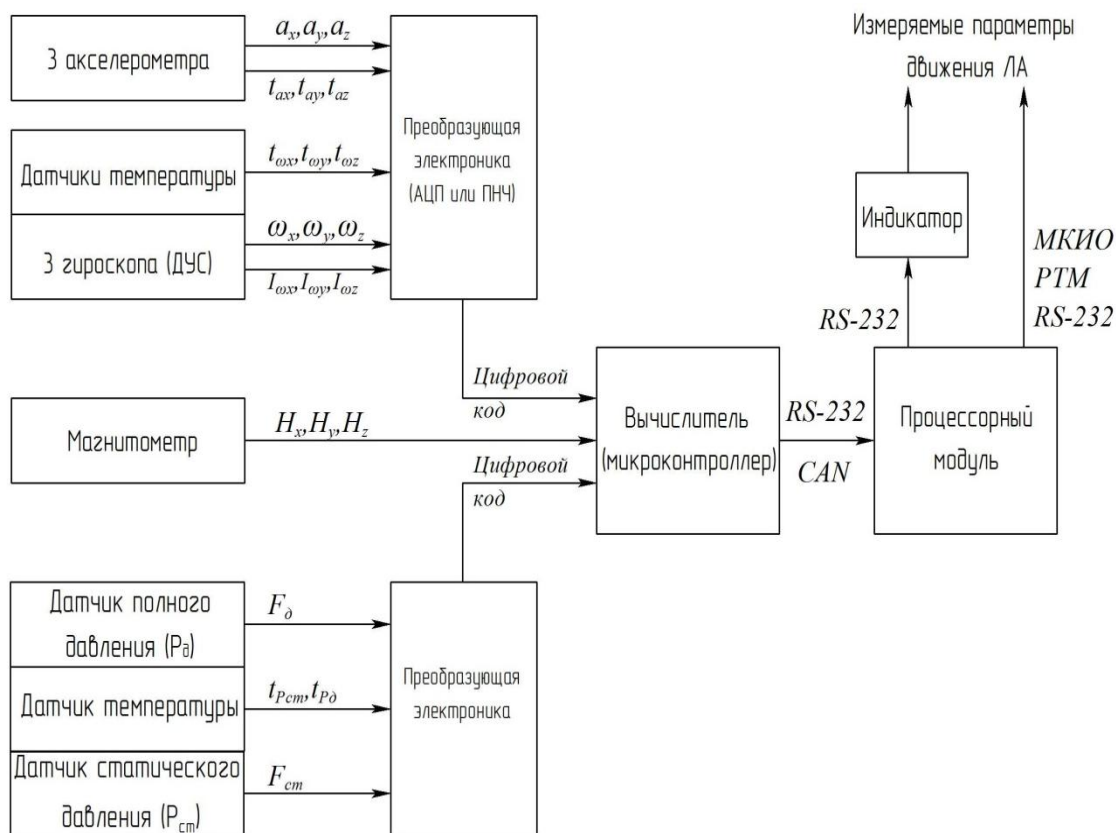 3 акселерометра
a_x, a_y, a_z
t_ax, t_ay, t_az
Датчики температуры
t_ωx, t_ωy, t_ωz
3 гироскопа (ДУС)
ω_x, ω_y, ω_z
I_ωx, I_ωy, I_ωz
Преобразующая
электроника
(АЦП или ПНЧ)
Измеряемые параметры
движения ЛА
Индикатор
RS-232
МКИО
РТМ
RS-232
Цифровой
код
Магнитометр
H_x, H_y, H_z
Вычислитель
(микроконтроллер)
RS-232
CAN
Процессорный
модуль
Цифровой
код
Датчик полного
давления (Pд)
F_д
Датчик температуры
t_Pст, t_Pд
Датчик статического
давления (P_ст)
F_ст
Преобразующая
электроника